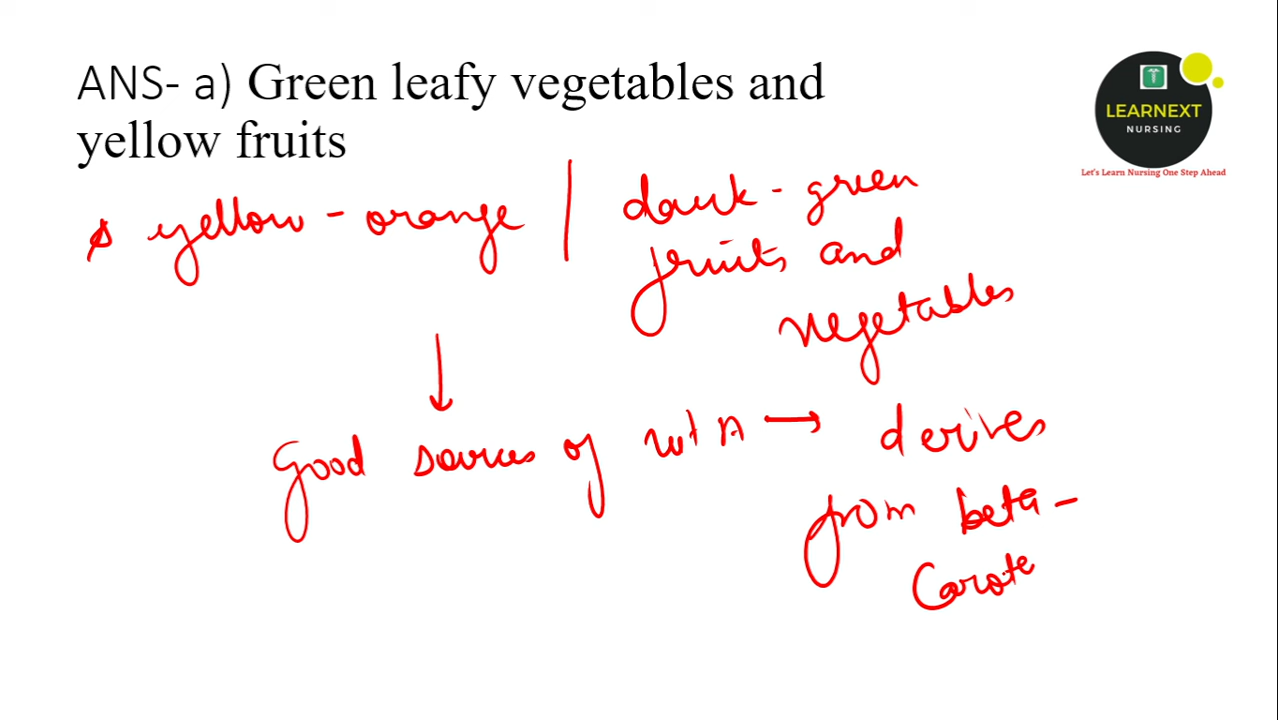 ANS- a) Green leafy vegetables and
yellow fruits
LEARNEXT
NURSING
Let's Learn Nursing One Step Ahead
yellow - orange | dark - green
fruits and
vegetables
Good sources of vit A → derives
from beta -
Carote